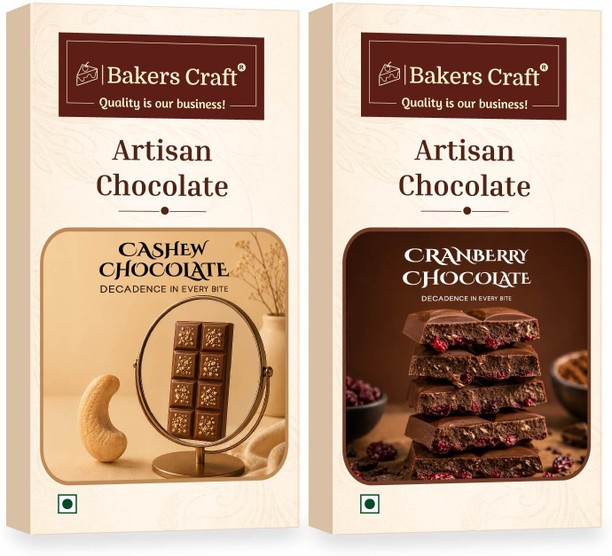 Bakers Craft®
Quality is our business!
Artisan
Chocolate
CASHEW
CHOCOLATE
DECADENCE IN EVERY BITE
Bakers Craft®
Quality is our business!
Artisan
Chocolate
CRANBERRY
CHOCOLATE
DECADENCE IN EVERY BITE